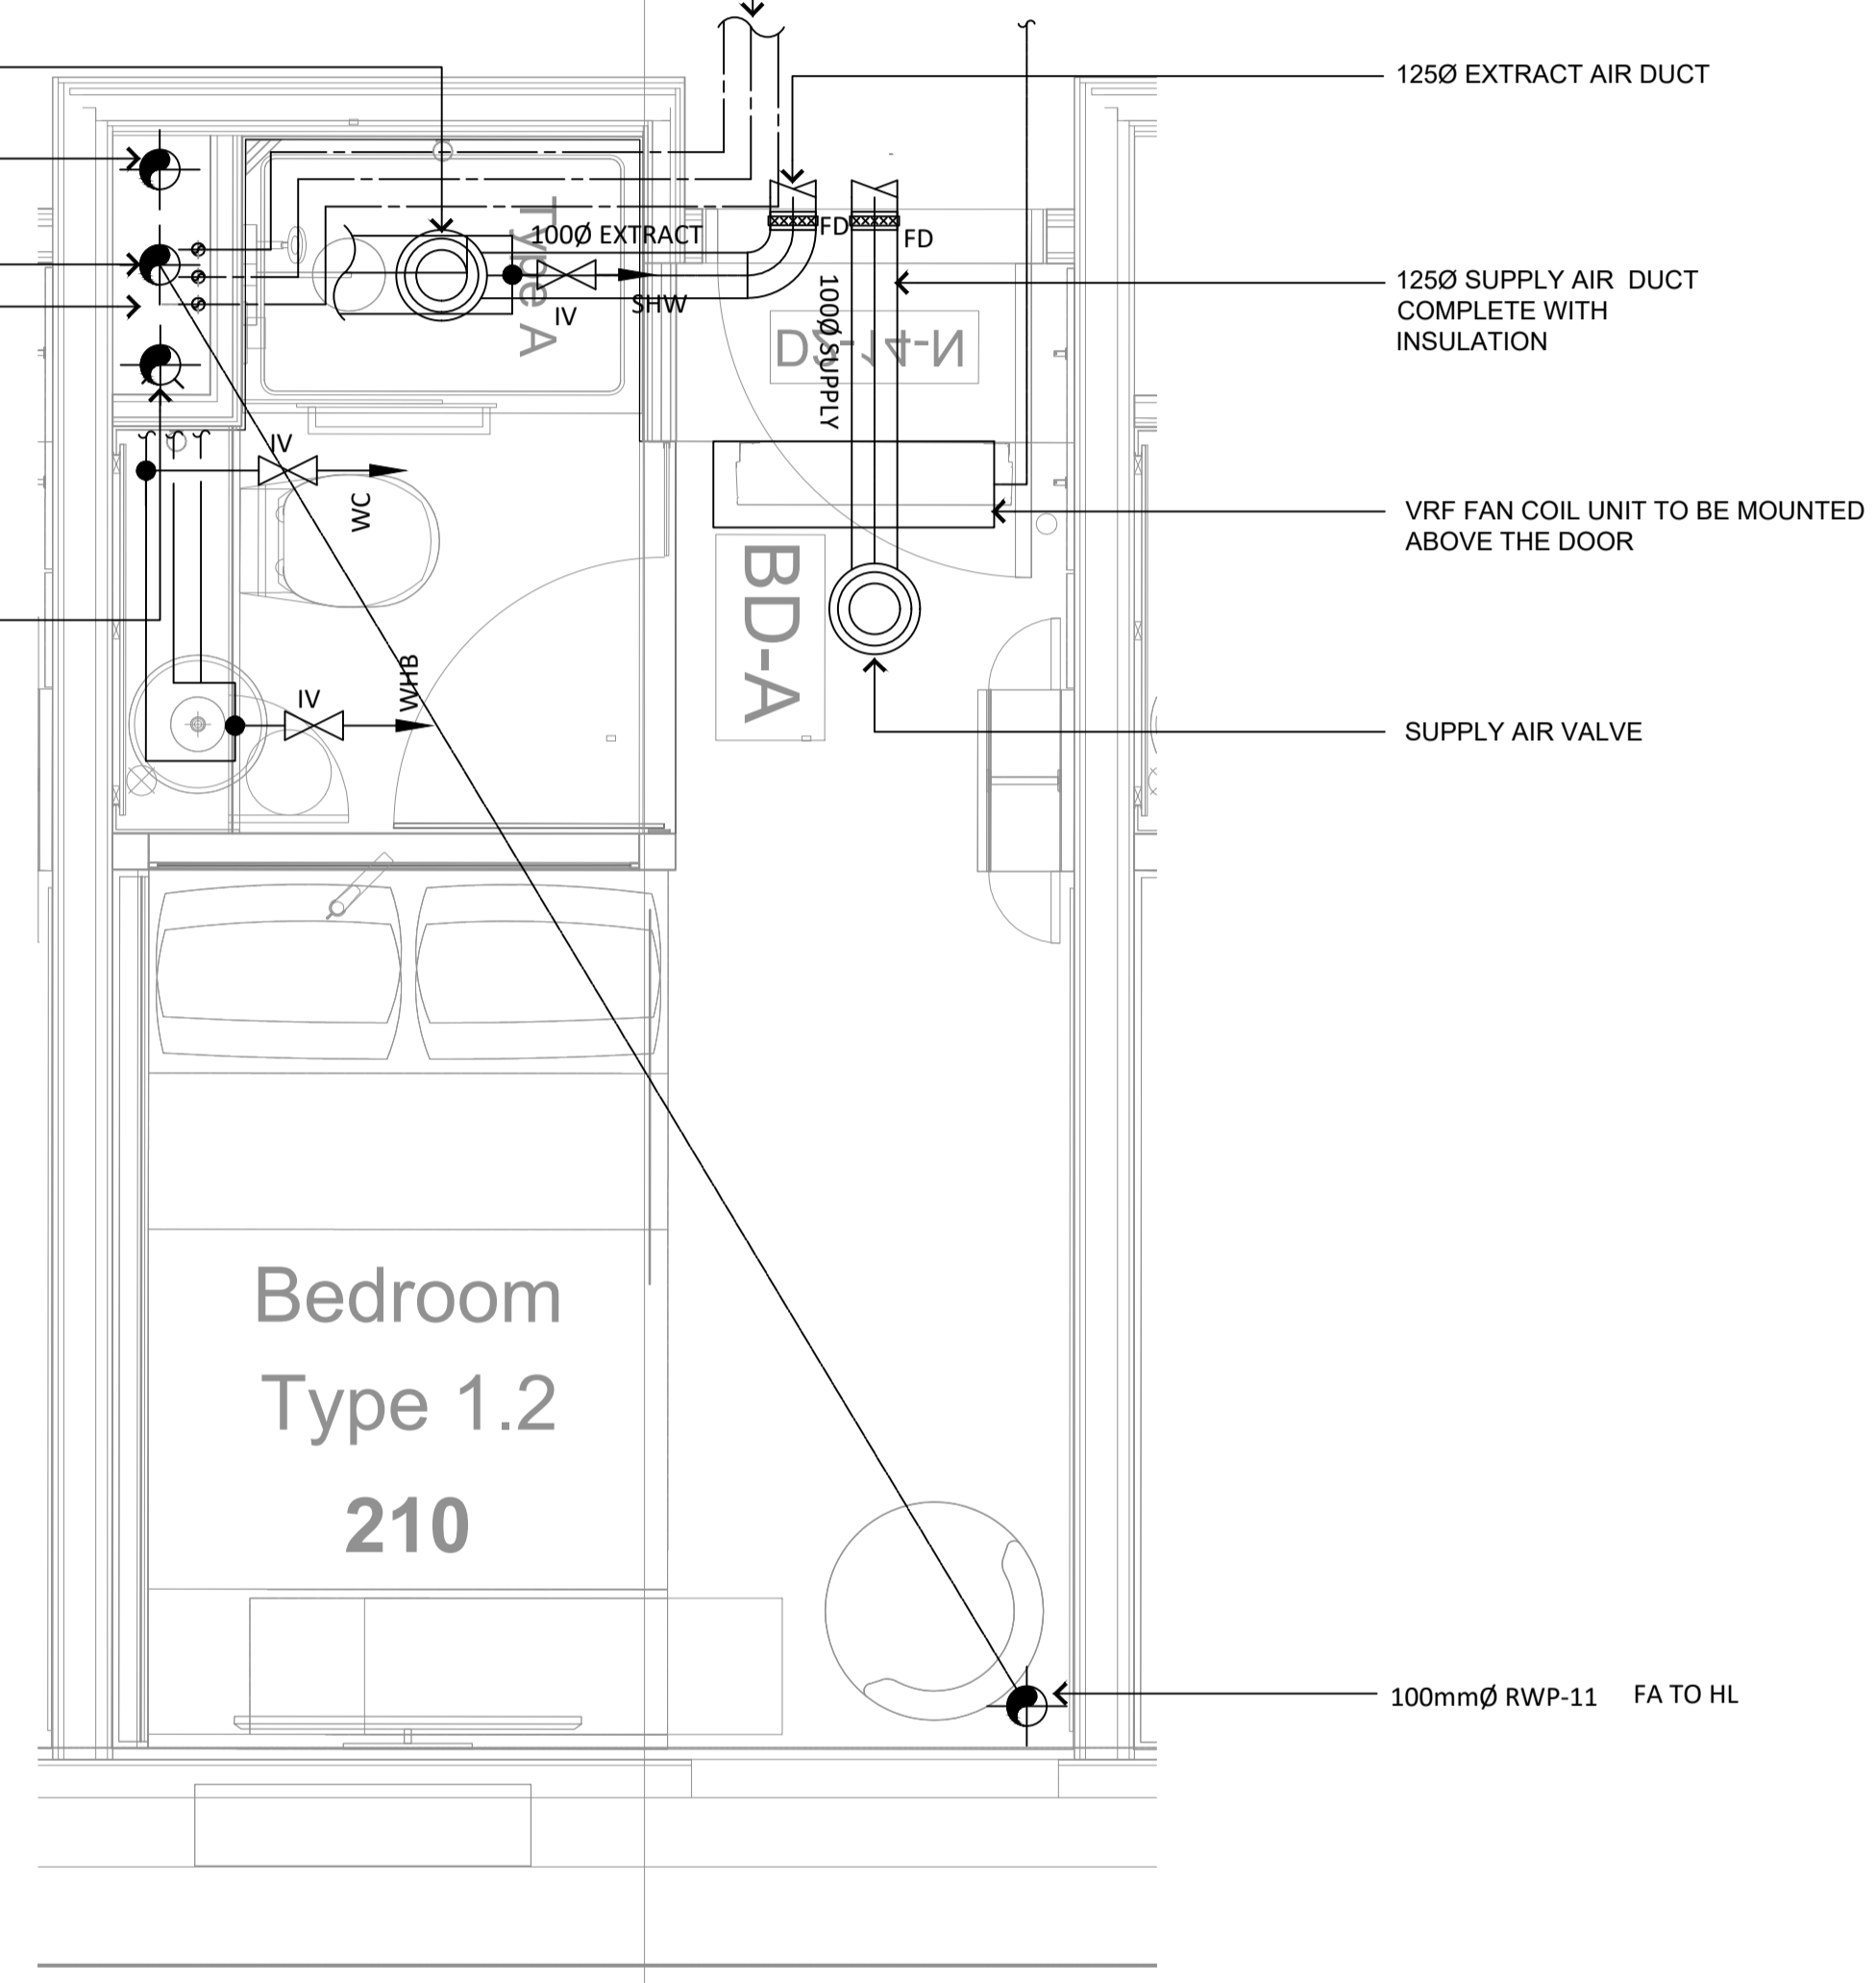 125Ø EXTRACT AIR DUCT
Type A
100Ø EXTRACT
FD
FD
IV
SHW
100Ø SUPPLY
125Ø SUPPLY AIR DUCT
COMPLETE WITH
INSULATION
IV
WC
VRF FAN COIL UNIT TO BE MOUNTED
ABOVE THE DOOR
BD-A
IV
WHB
SUPPLY AIR VALVE
Bedroom
Type 1.2
210
100mmØ RWP-11 FA TO HL